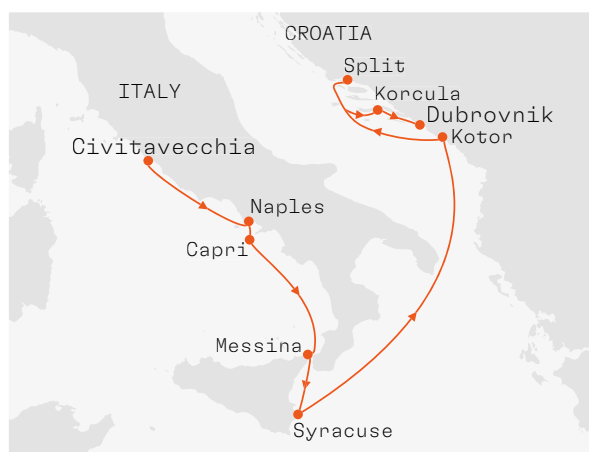 CROATIA
Split
ITALY
Korcula
Dubrovnik
Kotor
Civitavecchia
Naples
Capri
Messina
Syracuse